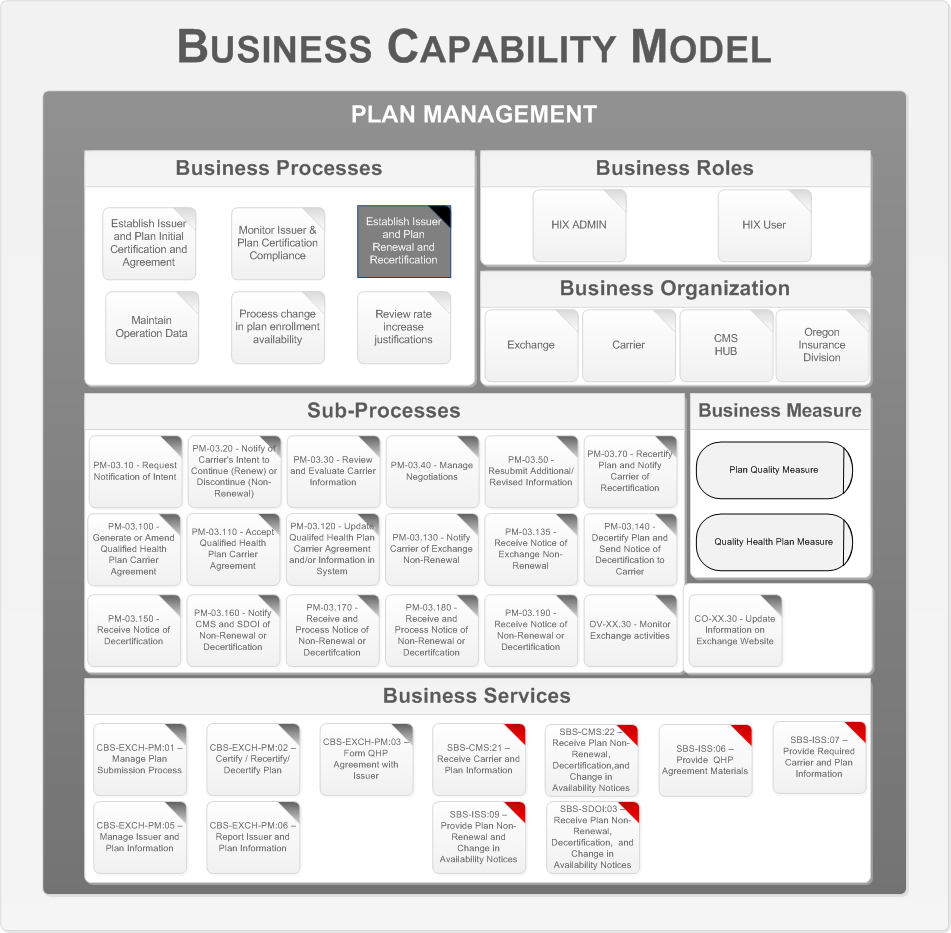 BUSINESS CAPABILITY MODEL
PLAN MANAGEMENT
Business Processes
Establish Issuer
and Plan Initial
Certification and
Agreement
Monitor Issuer &
Plan Certification
Compliance
Establish Issuer
and Plan
Renewal and
Recertification
Maintain
Operation Data
Process change
in plan enrollment
availability
Review rate
increase
justifications
Business Roles
HIX ADMIN
HIX User
Business Organization
Exchange
Carrier
CMS
HUB
Oregon
Insurance
Division
Sub-Processes
PM-03.10 - Request
Notification of Intent
PM-03.20 - Notify of
Carrier's Intent to
Continue (Renew) or
Discontinue (Non-
Renewal)
PM-03.30 - Review
and Evaluate Carrier
Information
PM-03.40 - Manage
Negotiations
PM-03.50 -
Resubmit Additional/
Revised Information
PM-03.70 - Recertify
Plan and Notify
Carrier of
Recertification
PM-03.100 -
Generate or Amend
Qualified Health
Plan Carrier
Agreement
PM-03.110 - Accept
Qualified Health
Plan Carrier
Agreement
PM-03.120 - Update
Qualifed Health Plan
Carrier Agreement
and/or Information in
System
PM-03.130 - Notify
Carrier of Exchange
Non-Renewal
PM-03.135 -
Receive Notice of
Exchange Non-
Renewal
PM-03.140 -
Decertify Plan and
Send Notice of
Decertification to
Carrier
PM-03.150 -
Receive Notice of
Decertification
PM-03.160 - Notify
CMS and SDOI of
Non-Renewal or
Decertification
PM-03.170 -
Receive and
Process Notice of
Non-Renewal or
Decertifcation
PM-03.180 -
Receive and
Process Notice of
Non-Renewal or
Decertifcation
PM-03.190 -
Receive Notice of
Non-Renewal or
Decertification
OV-XX.30 - Monitor
Exchange activities
Business Measure
Plan Quality Measure
Quality Health Plan Measure
CO-XX.30 - Update
Information on
Exchange Website
Business Services
CBS-EXCH-PM:01 –
Manage Plan
Submission Process
CBS-EXCH-PM:02 –
Certify / Recertify/
Decertify Plan
CBS-EXCH-PM:03 –
Form QHP
Agreement with
Issuer
SBS-CMS:21 –
Receive Carrier and
Plan Information
SBS-CMS:22 –
Receive Plan Non-
Renewal,
Decertification,and
Change in
Availability Notices
SBS-ISS:06 –
Provide QHP
Agreement Materials
SBS-ISS:07 –
Provide Required
Carrier and Plan
Information
CBS-EXCH-PM:05 –
Manage Issuer and
Plan Information
CBS-EXCH-PM:06 –
Report Issuer and
Plan Information
SBS-ISS:09 –
Provide Plan Non-
Renewal and
Change in
Availability Notices
SBS-SDOI:03 –
Receive Plan Non-
Renewal,
Decertification, and
Change in
Availability Notices